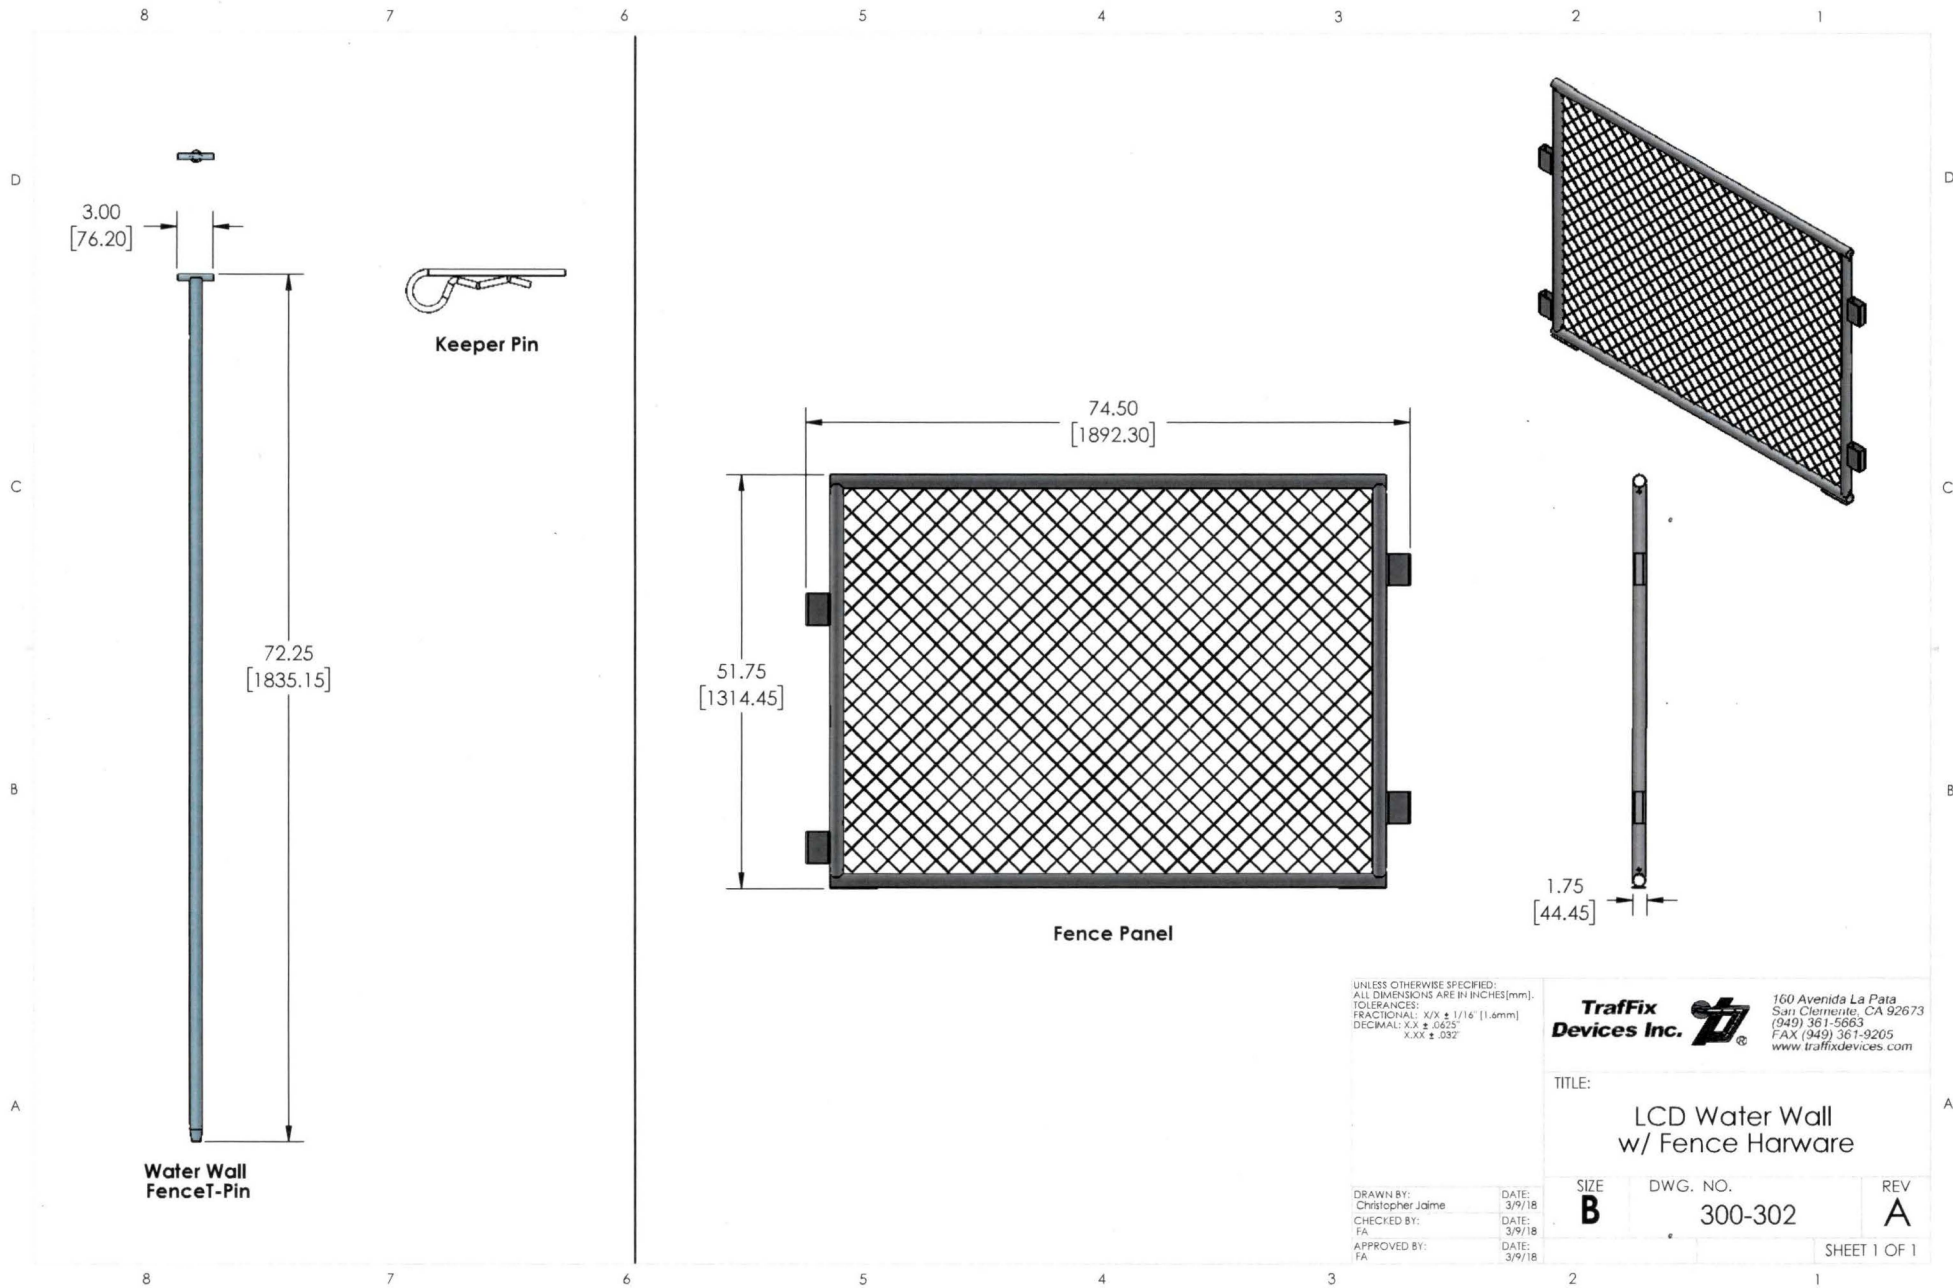 8 7 6 5 4 3 2 1
D
D
3.00
[76.20]
Keeper Pin
74.50
[1892.30]
C
C
72.25
[1835.15]
51.75
[1314.45]
B
B
1.75
[44.45]
Fence Panel
A
A
Water Wall
FenceT-Pin
UNLESS OTHERWISE SPECIFIED:
ALL DIMENSIONS ARE IN INCHES[mm].
TOLERANCES:
FRACTIONAL: X/X ± 1/16" [1.6mm]
DECIMAL: X.X ± .0625"
X.XX ± .032"
TrafFix
Devices Inc.
®
160 Avenida La Pata
San Clemente, CA 92673
(949) 361-5663
FAX (949) 361-9205
www.traffixdevices.com
TITLE:
LCD Water Wall
w/ Fence Harware
DRAWN BY: DATE:
Christopher Jaime 3/9/18
CHECKED BY: DATE:
FA 3/9/18
APPROVED BY: DATE:
FA 3/9/18
SIZE DWG. NO. REV
B 300-302 A
SHEET 1 OF 1
8 7 6 5 4 3 2 1